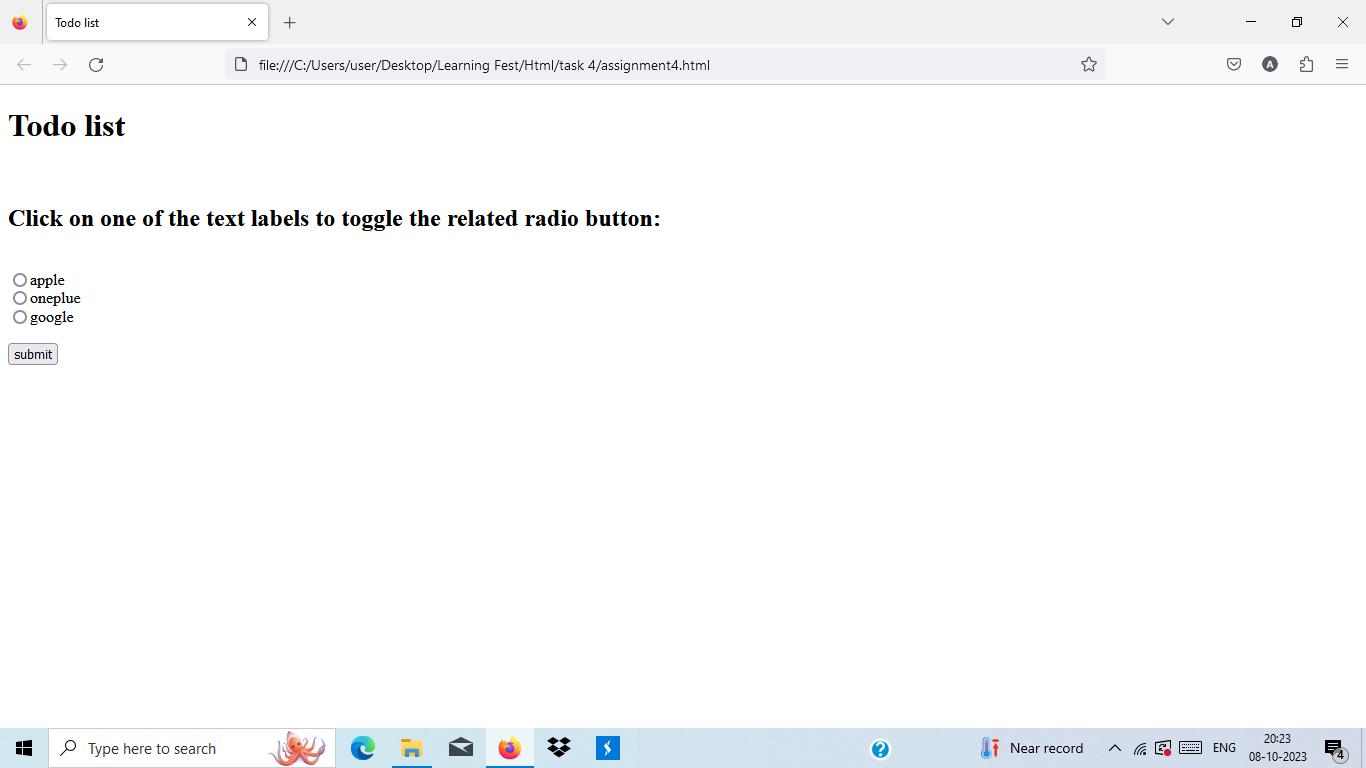 Todo list
file:///C:/Users/user/Desktop/Learning Fest/Html/task 4/assignment4.html
A
Todo list
Click on one of the text labels to toggle the related radio button:
apple
oneplue
google
submit
Type here to search
?
Near record
ENG
20:23
08-10-2023
4